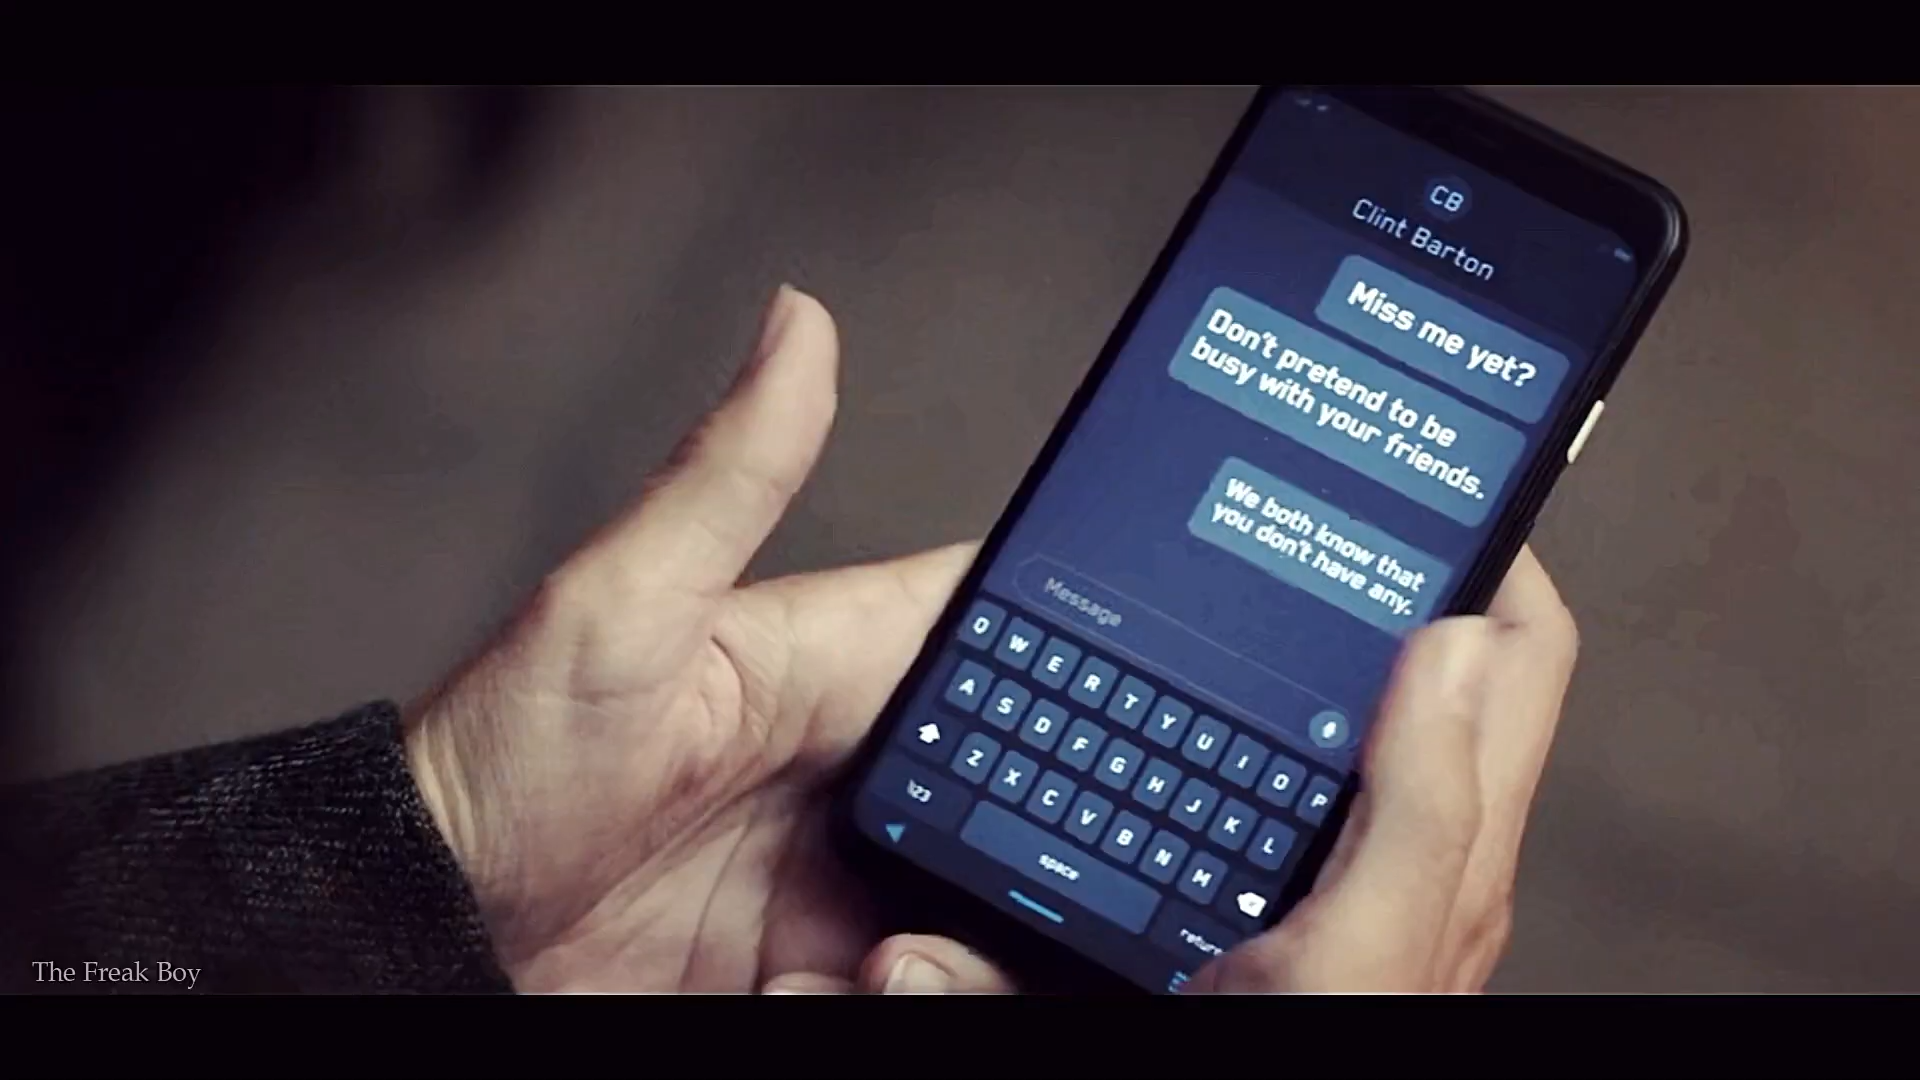 CB
Clint Barton
Miss me yet?
Don't pretend to be
busy with your friends.
We both know that
you don't have any.
Message
Q W E R T Y U I O P
A S D F G H J K L
Z X C V B N M
123
space
return
The Freak Boy